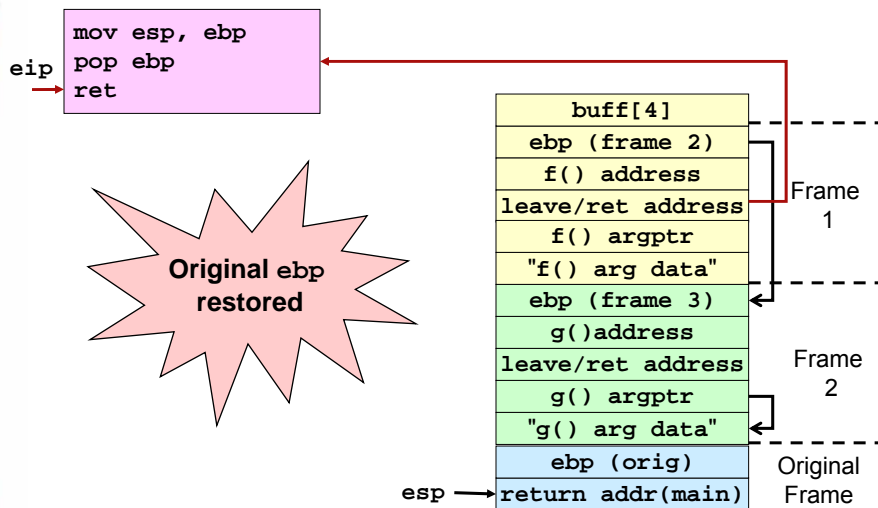 mov esp, ebp
pop ebp
ret
eip
buff[4]
ebp (frame 2)
f() address
leave/ret address
f() argptr
"f() arg data"
Frame
1
ebp (frame 3)
g()address
leave/ret address
g() argptr
"g() arg data"
Frame
2
ebp (orig)
return addr(main)
Original
Frame
esp
Original ebp
restored